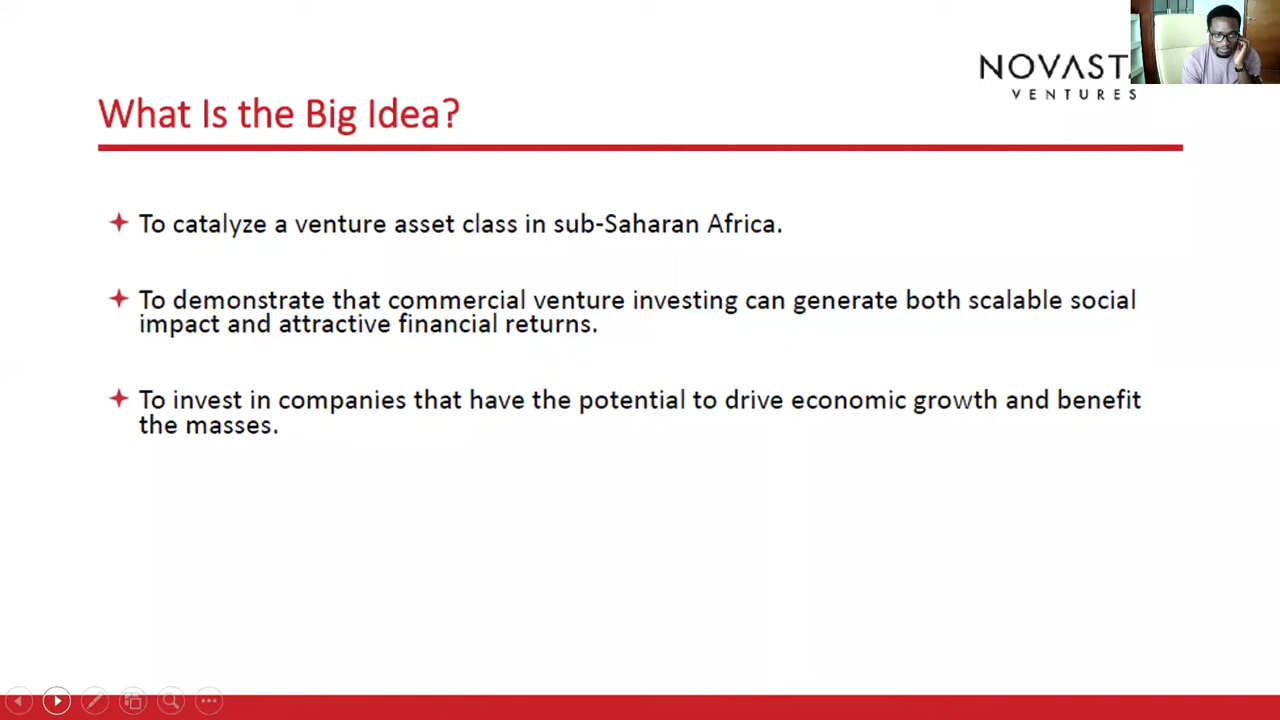 NOVAST
VENTURES
What Is the Big Idea?
To catalyze a venture asset class in sub-Saharan Africa.
To demonstrate that commercial venture investing can generate both scalable social
impact and attractive financial returns.
To invest in companies that have the potential to drive economic growth and benefit
the masses.